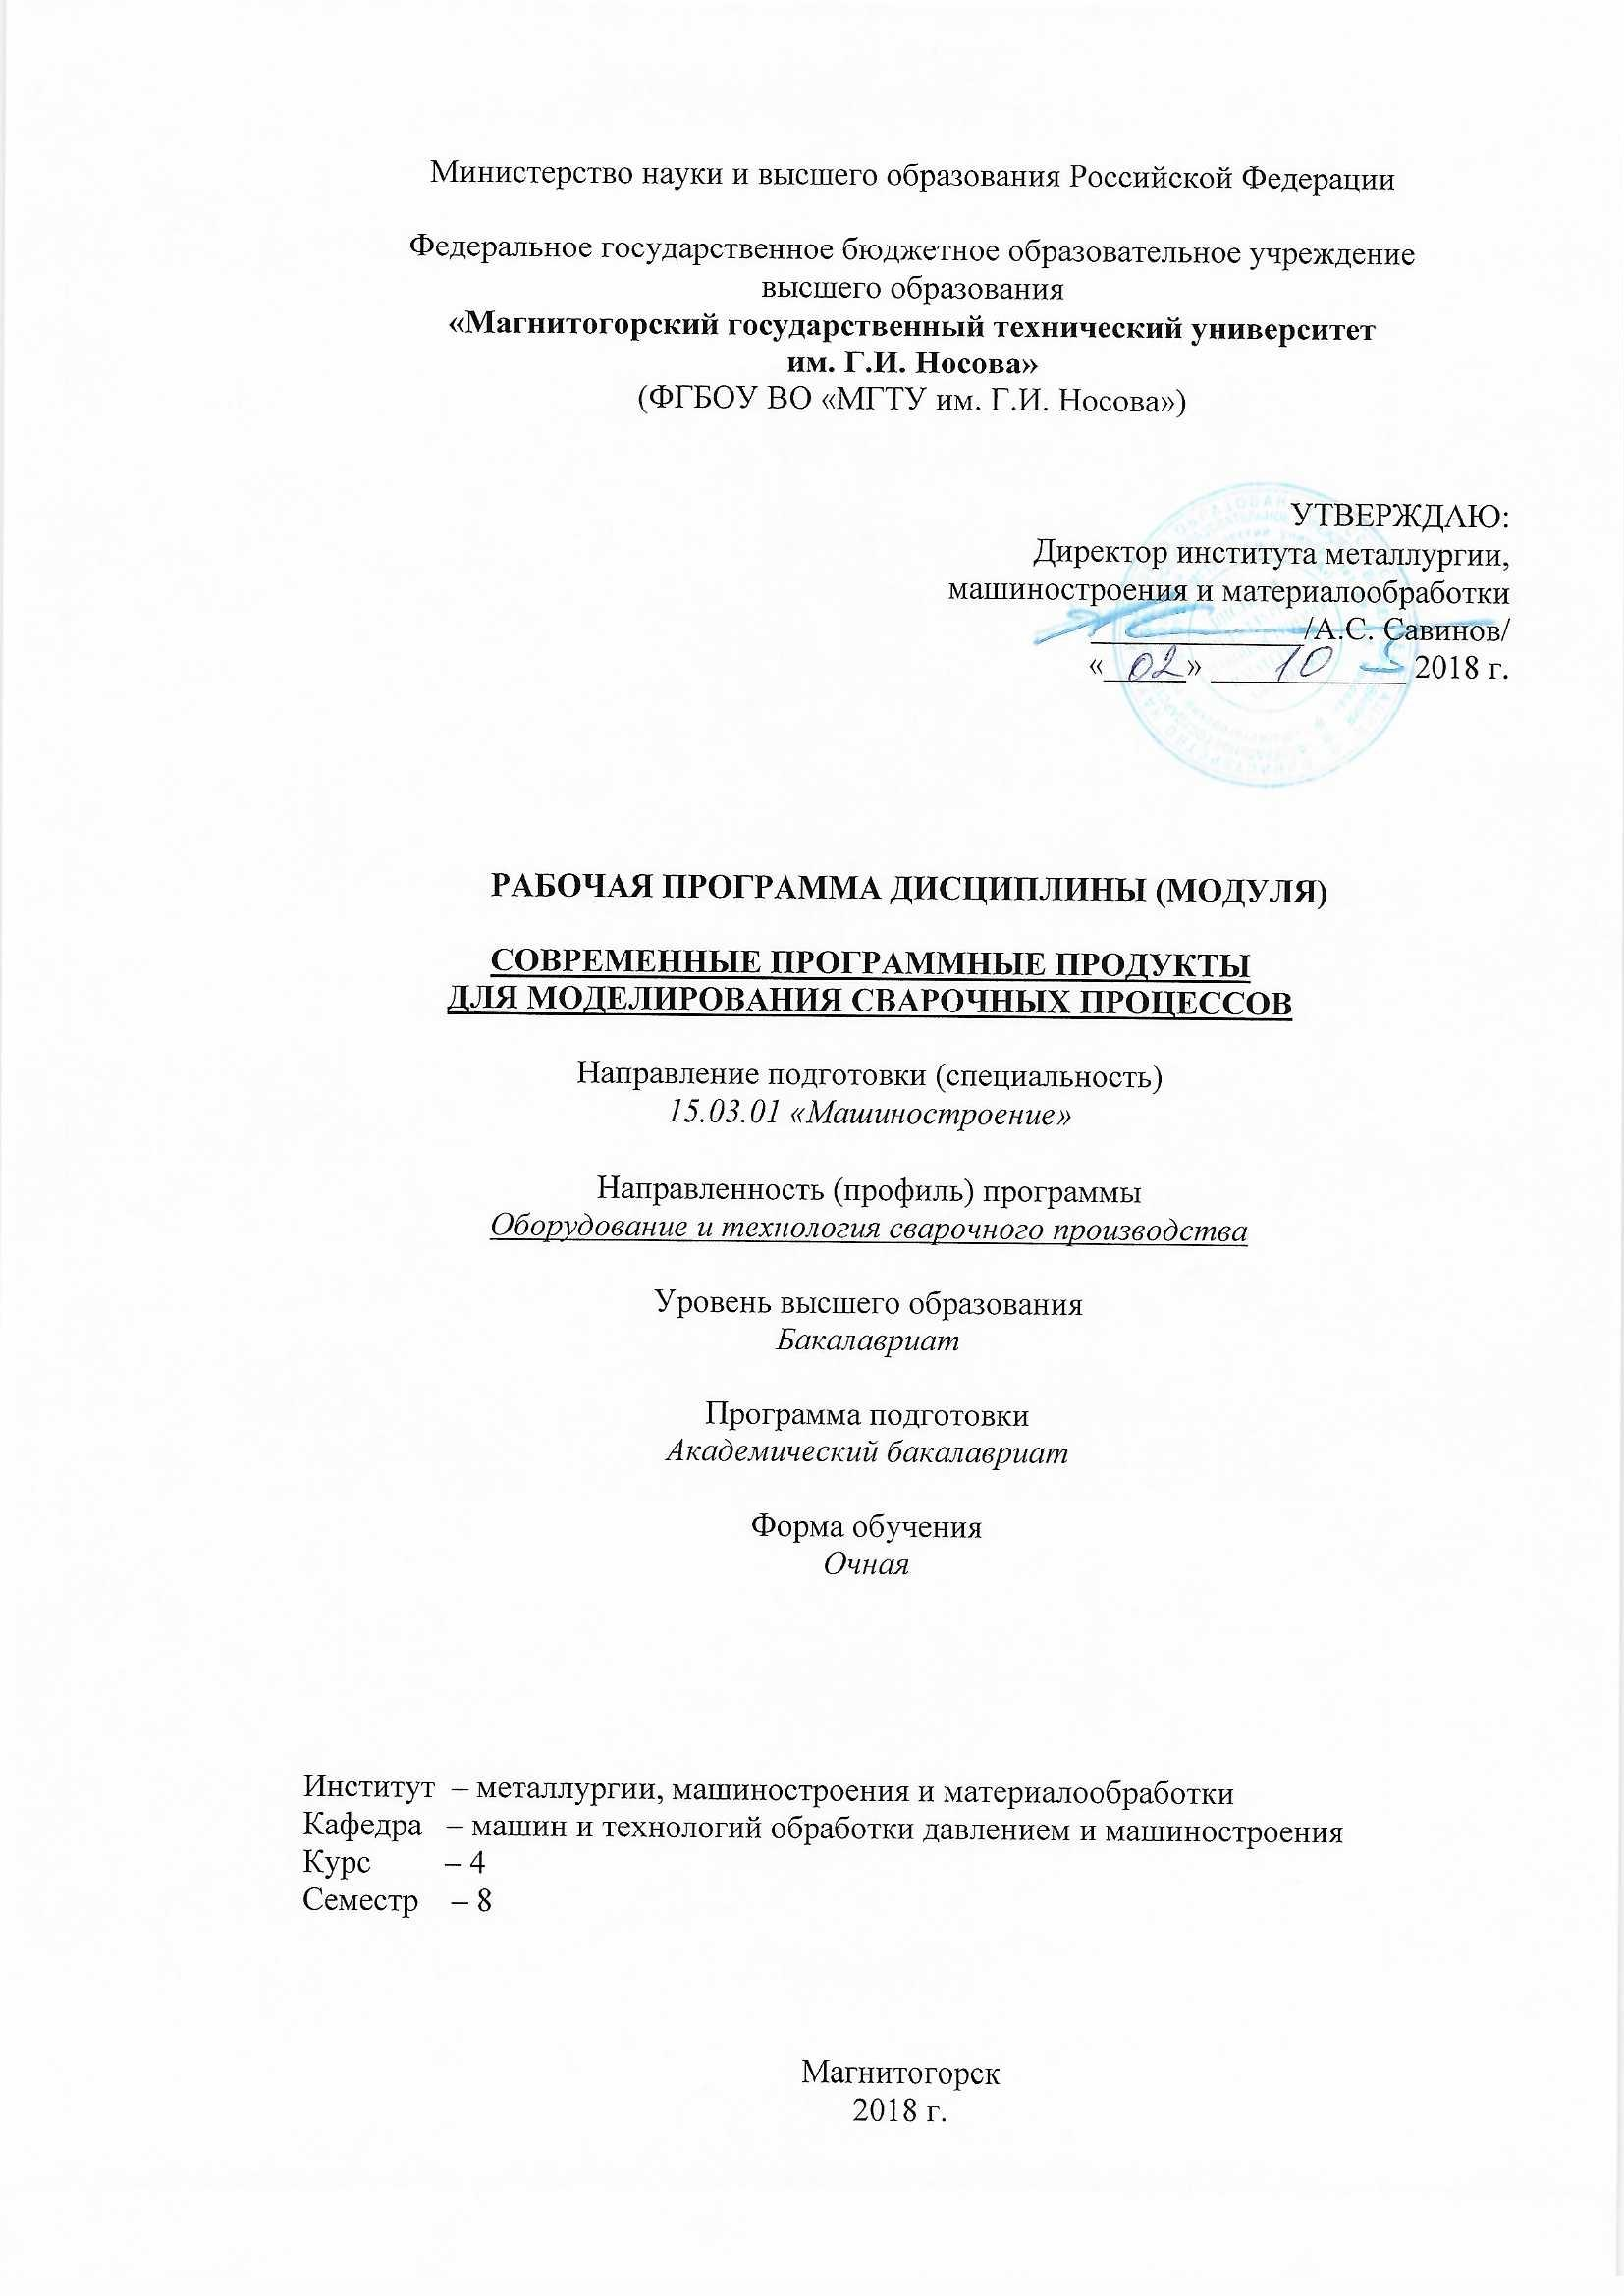 Министерство науки и высшего образования Российской Федерации
Федеральное государственное бюджетное образовательное учреждение
высшего образования
«Магнитогорский государственный технический университет
им. Г.И. Носова»
(ФГБОУ ВО «МГТУ им. Г.И. Носова»)
УТВЕРЖДАЮ:
Директор института металлургии,
машиностроения и материалообработки
/А.С. Савинов/
«02» 10 2018 г.
РАБОЧАЯ ПРОГРАММА ДИСЦИПЛИНЫ (МОДУЛЯ)
СОВРЕМЕННЫЕ ПРОГРАММНЫЕ ПРОДУКТЫ
ДЛЯ МОДЕЛИРОВАНИЯ СВАРОЧНЫХ ПРОЦЕССОВ
Направление подготовки (специальность)
15.03.01 «Машиностроение»
Направленность (профиль) программы
Оборудование и технология сварочного производства
Уровень высшего образования
Бакалавриат
Программа подготовки
Академический бакалавриат
Форма обучения
Очная
Институт – металлургии, машиностроения и материалообработки
Кафедра – машин и технологий обработки давлением и машиностроения
Курс – 4
Семестр – 8
Магнитогорск
2018 г.